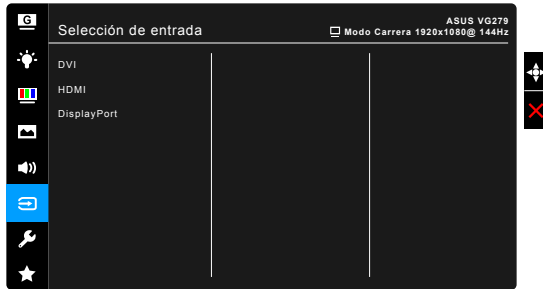 G
ASUS VG279
Selección de entrada
Modo Carrera 1920x1080@ 144Hz
DVI
HDMI
DisplayPort